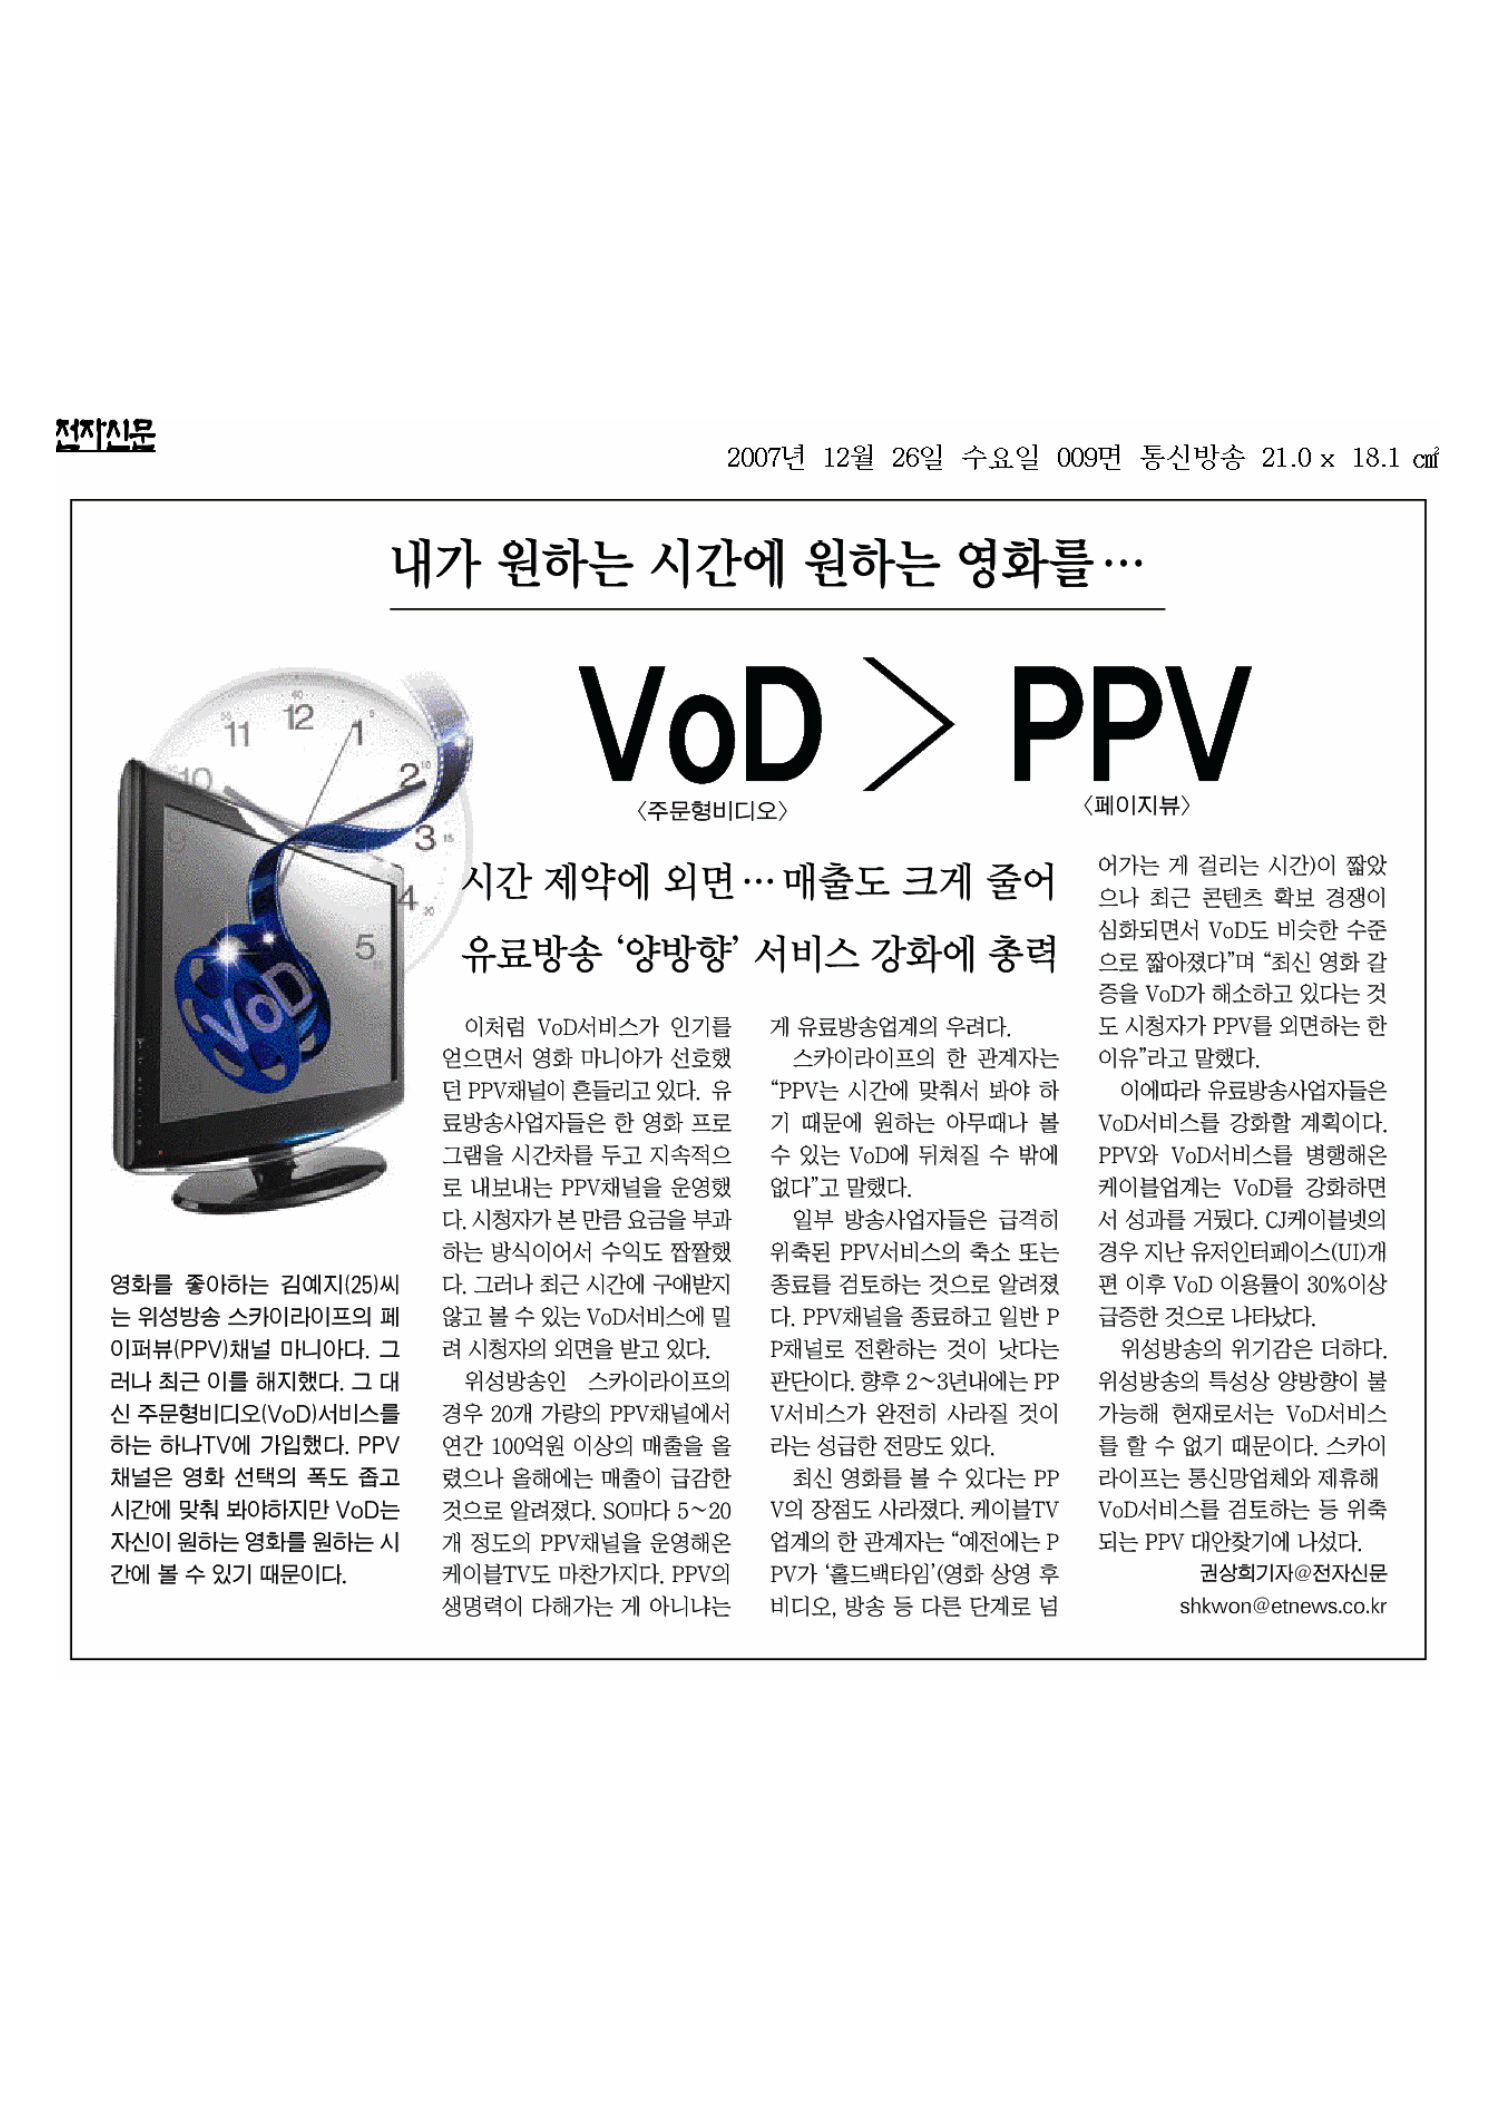 전자신문
2007년 12월 26일 수요일 009면 통신방송 21.0 x 18.1 ㎠
내가 원하는 시간에 원하는 영화를…
VoD > PPV
〈주문형비디오〉
〈페이지뷰〉
12
11
1
10
2
3
9
4
5
40
5
10
15
20
VoD
시간 제약에 외면…매출도 크게 줄어
유료방송 ‘양방향’ 서비스 강화에 총력
영화를 좋아하는 김예지(25)씨
는 위성방송 스카이라이프의 페
이퍼뷰(PPV)채널 마니아다. 그
러나 최근 이를 해지했다. 그 대
신 주문형비디오(VoD)서비스를
하는 하나TV에 가입했다. PPV
채널은 영화 선택의 폭도 좁고
시간에 맞춰 봐야하지만 VoD는
자신이 원하는 영화를 원하는 시
간에 볼 수 있기 때문이다.
이처럼 VoD서비스가 인기를
얻으면서 영화 마니아가 선호했
던 PPV채널이 흔들리고 있다. 유
료방송사업자들은 한 영화 프로
그램을 시간차를 두고 지속적으
로 내보내는 PPV채널을 운영했
다. 시청자가 본 만큼 요금을 부과
하는 방식이어서 수익도 짭짤했
다. 그러나 최근 시간에 구애받지
않고 볼 수 있는 VoD서비스에 밀
려 시청자의 외면을 받고 있다.
위성방송인 스카이라이프의
경우 20개 가량의 PPV채널에서
연간 100억원 이상의 매출을 올
렸으나 올해에는 매출이 급감한
것으로 알려졌다. SO마다 5～20
개 정도의 PPV채널을 운영해온
케이블TV도 마찬가지다. PPV의
생명력이 다해가는 게 아니냐는
게 유료방송업계의 우려다.
스카이라이프의 한 관계자는
“PPV는 시간에 맞춰서 봐야 하
기 때문에 원하는 아무때나 볼
수 있는 VoD에 뒤쳐질 수 밖에
없다”고 말했다.
일부 방송사업자들은 급격히
위축된 PPV서비스의 축소 또는
종료를 검토하는 것으로 알려졌
다. PPV채널을 종료하고 일반 P
P채널로 전환하는 것이 낫다는
판단이다. 향후 2～3년내에는 PP
V서비스가 완전히 사라질 것이
라는 성급한 전망도 있다.
최신 영화를 볼 수 있다는 PP
V의 장점도 사라졌다. 케이블TV
업계의 한 관계자는 “예전에는 P
PV가 ‘홀드백타임’(영화 상영 후
비디오, 방송 등 다른 단계로 넘
어가는 게 걸리는 시간)이 짧았
으나 최근 콘텐츠 확보 경쟁이
심화되면서 VoD도 비슷한 수준
으로 짧아졌다”며 “최신 영화 갈
증을 VoD가 해소하고 있다는 것
도 시청자가 PPV를 외면하는 한
이유”라고 말했다.
이에따라 유료방송사업자들은
VoD서비스를 강화할 계획이다.
PPV와 VoD서비스를 병행해온
케이블업계는 VoD를 강화하면
서 성과를 거뒀다. CJ케이블넷의
경우 지난 유저인터페이스(UI)개
편 이후 VoD 이용률이 30%이상
급증한 것으로 나타났다.
위성방송의 위기감은 더하다.
위성방송의 특성상 양방향이 불
가능해 현재로서는 VoD서비스
를 할 수 없기 때문이다. 스카이
라이프는 통신망업체와 제휴해
VoD서비스를 검토하는 등 위축
되는 PPV 대안찾기에 나섰다.
권상희기자@전자신문
shkwon@etnews.co.kr